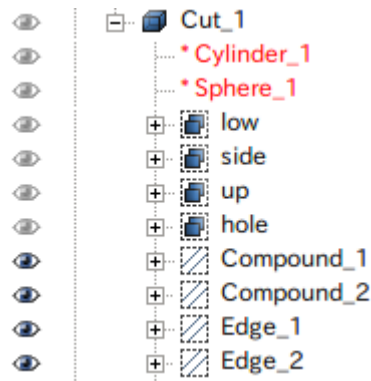 Cut_1
* Cylinder_1
* Sphere_1
low
side
up
hole
Compound_1
Compound_2
Edge_1
Edge_2